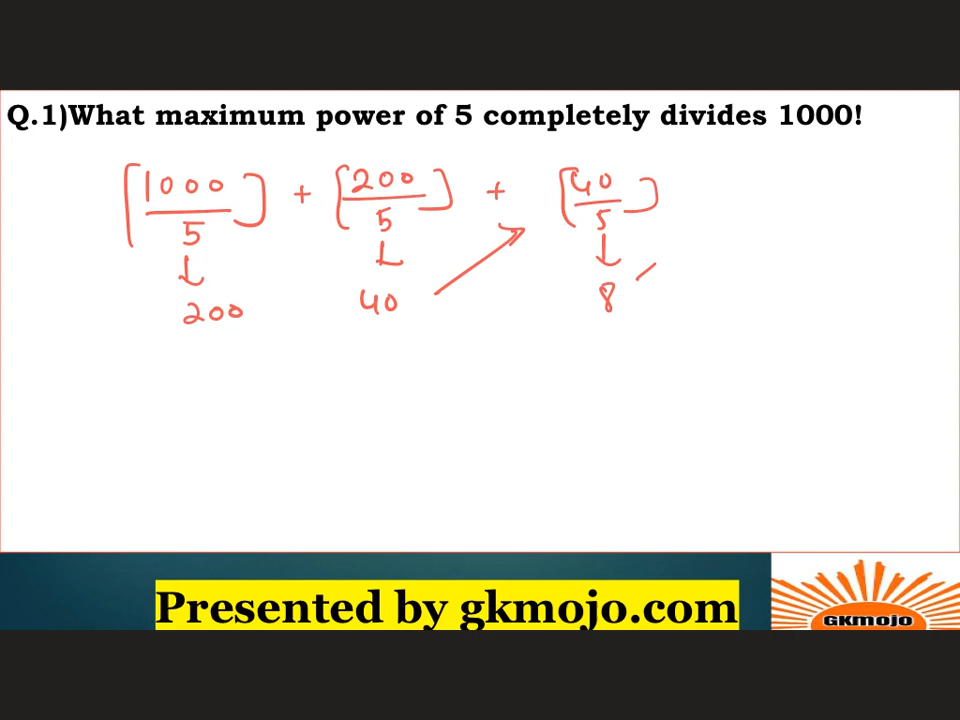 Q.1)What maximum power of 5 completely divides 1000!
[1000/5] + [200/5] + [40/5]
200 40 8
Presented by gkmojo.com
GKmojo